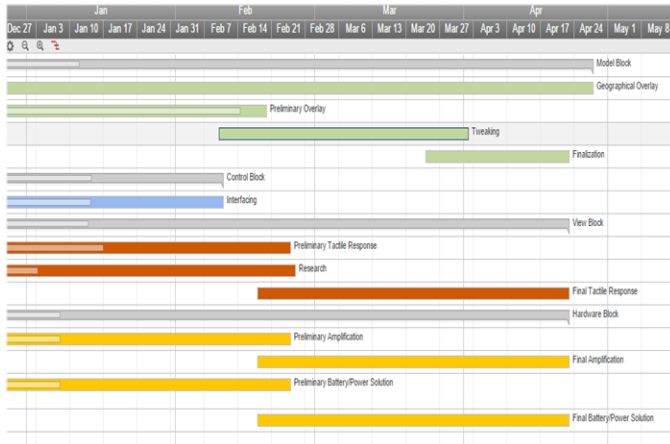 Jan Feb Mar Apr
Dec 27 Jan 3 Jan 10 Jan 17 Jan 24 Jan 31 Feb 7 Feb 14 Feb 21 Feb 28 Mar 6 Mar 13 Mar 20 Mar 27 Apr 3 Apr 10 Apr 17 Apr 24 May 1 May 8
Model Block
Geographical Overlay
Preliminary Overlay
Tweaking
Finalization
Control Block
Interfacing
View Block
Preliminary Tactile Response
Research
Final Tactile Response
Hardware Block
Preliminary Amplification
Final Amplification
Preliminary Battery/Power Solution
Final Battery/Power Solution